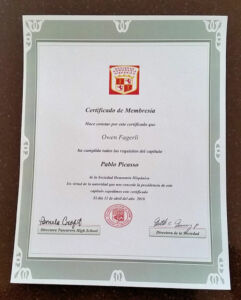 Certificado de Membresía
Hace constar por este certificado que
Owen Fagerli
ha cumplido todos los requisitos del capítulo
Pablo Picasso
de la Sociedad Honoraria Hispánica
En virtud de la autoridad que nos concede la presidencia de este
capítulo expedimos este certificado
El día 12 de abril del año, 2016
Directora Tuscarora High School
Directora de la Sociedad